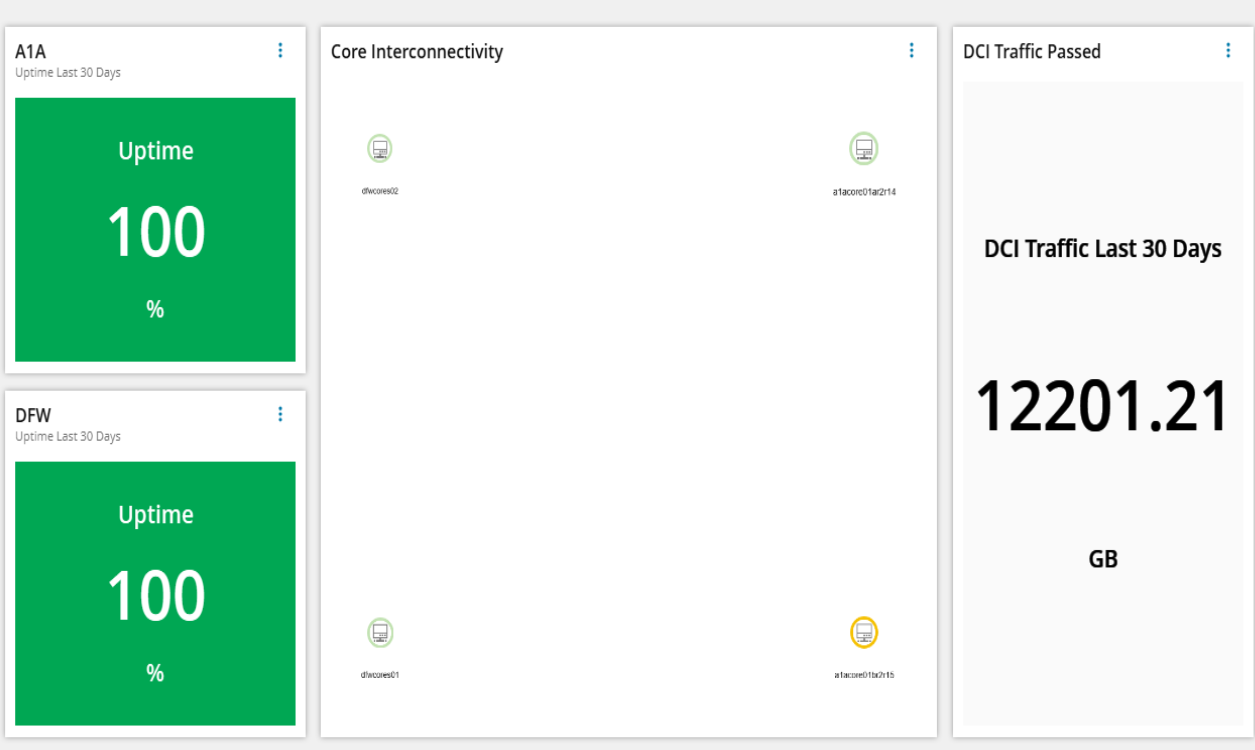 A1A
Uptime Last 30 Days
Uptime
100
%
DFW
Uptime Last 30 Days
Uptime
100
%
Core Interconnectivity
dfwcores02
a1acore01ar2r14
dfwcores01
a1acore01br2r15
DCI Traffic Passed
DCI Traffic Last 30 Days
12201.21
GB